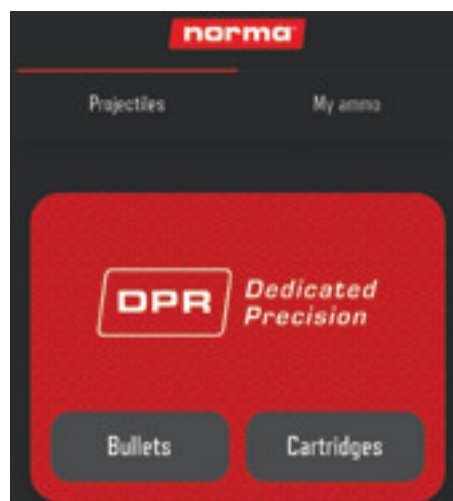 norma
Projectiles My ammo
DPR Dedicated
Precision
Bullets Cartridges